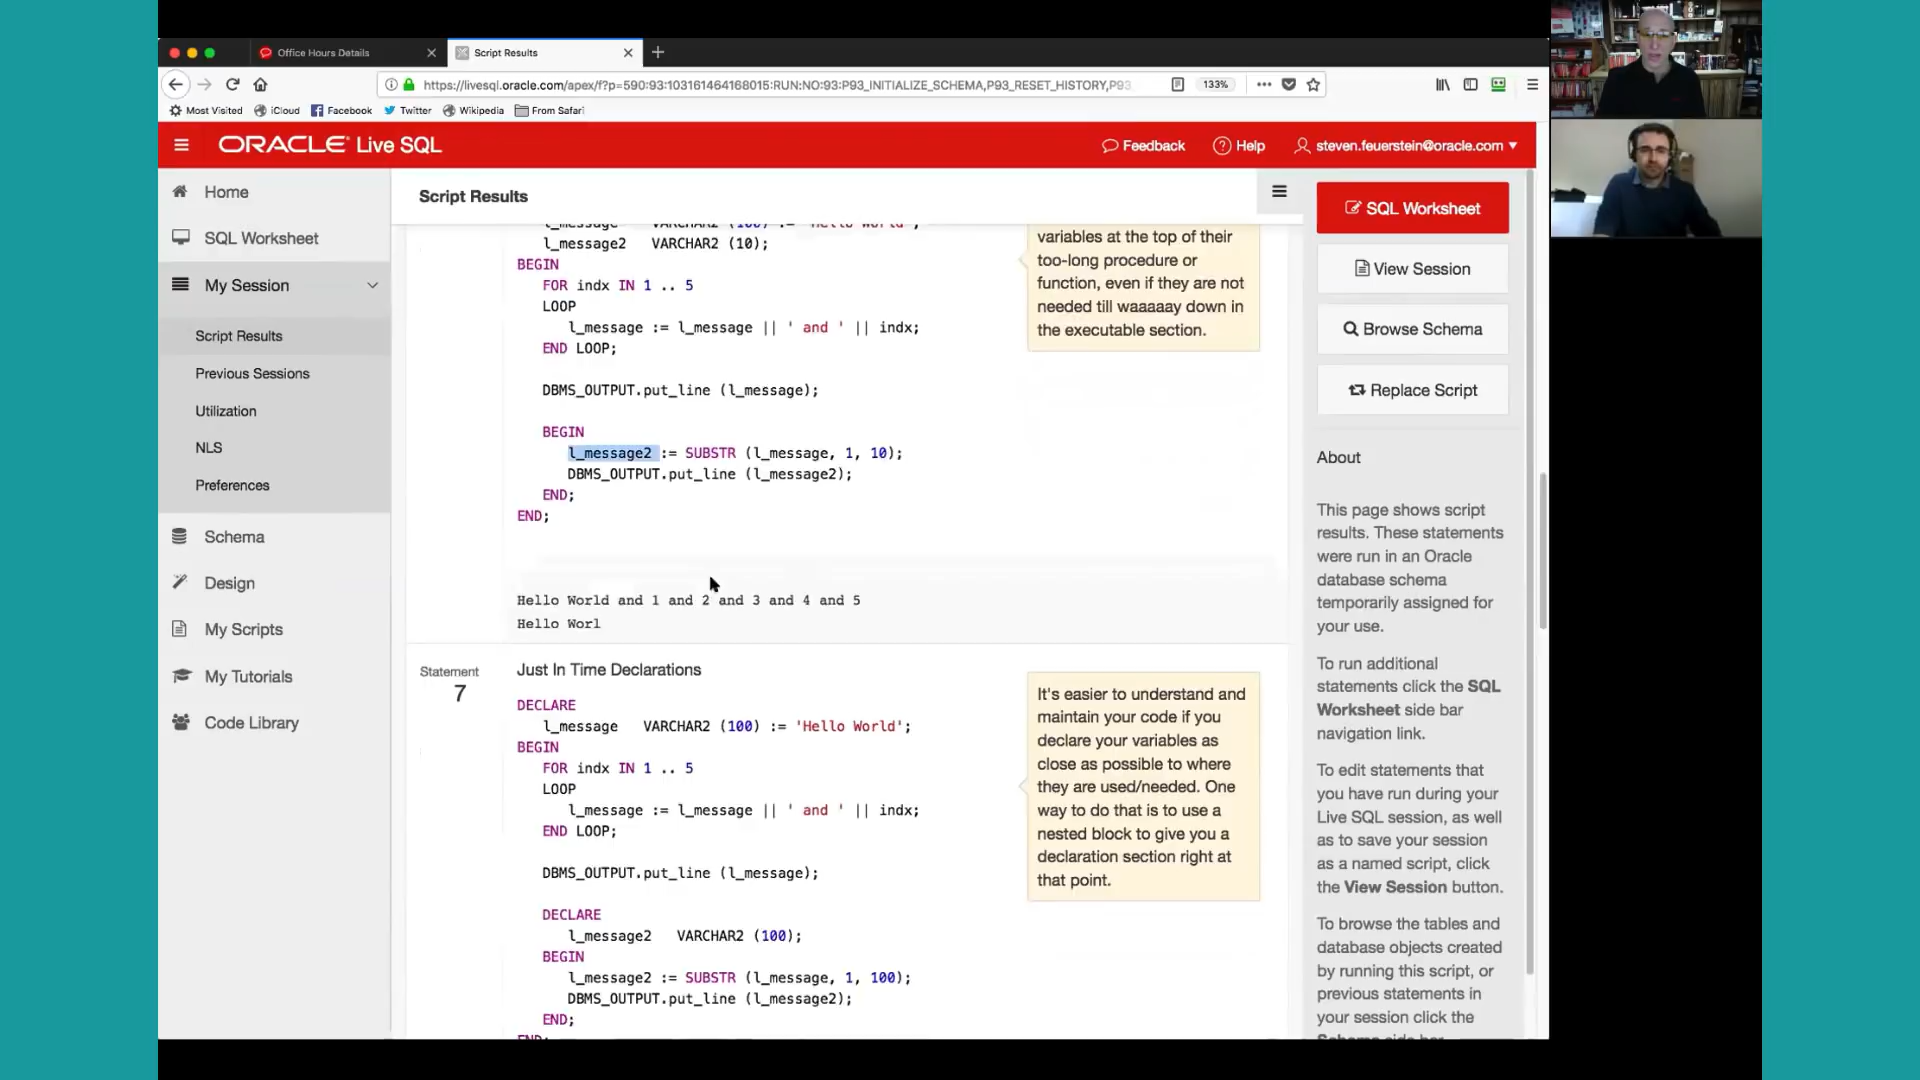 Office Hours Details
Script Results
https://livesql.oracle.com/apex/f?p=590:93:103161464168015:RUN:NO:93:P93_INITIALIZE_SCHEMA,P93_RESET_HISTORY,P93
133%
Most Visited
iCloud
Facebook
Twitter
Wikipedia
From Safari
ORACLE Live SQL
Feedback
Help
steven.feuerstein@oracle.com
Home
SQL Worksheet
My Session
Script Results
Previous Sessions
Utilization
NLS
Preferences
Schema
Design
My Scripts
My Tutorials
Code Library
Script Results
l_message VARCHAR2 (100) := 'Hello World';
l_message2 VARCHAR2 (10);
BEGIN
FOR indx IN 1 .. 5
LOOP
l_message := l_message || ' and ' || indx;
END LOOP;
DBMS_OUTPUT.put_line (l_message);
BEGIN
l_message2 := SUBSTR (l_message, 1, 10);
DBMS_OUTPUT.put_line (l_message2);
END;
END;
Hello World and 1 and 2 and 3 and 4 and 5
Hello Worl
variables at the top of their
too-long procedure or
function, even if they are not
needed till waaaaay down in
the executable section.
Statement
7
Just In Time Declarations
DECLARE
l_message VARCHAR2 (100) := 'Hello World';
BEGIN
FOR indx IN 1 .. 5
LOOP
l_message := l_message || ' and ' || indx;
END LOOP;
DBMS_OUTPUT.put_line (l_message);
DECLARE
l_message2 VARCHAR2 (100);
BEGIN
l_message2 := SUBSTR (l_message, 1, 100);
DBMS_OUTPUT.put_line (l_message2);
END;
END;
It's easier to understand and
maintain your code if you
declare your variables as
close as possible to where
they are used/needed. One
way to do that is to use a
nested block to give you a
declaration section right at
that point.
SQL Worksheet
View Session
Browse Schema
Replace Script
About
This page shows script
results. These statements
were run in an Oracle
database schema
temporarily assigned for
your use.
To run additional
statements click the SQL
Worksheet side bar
navigation link.
To edit statements that
you have run during your
Live SQL session, as well
as to save your session
as a named script, click
the View Session button.
To browse the tables and
database objects created
by running this script, or
previous statements in
your session click the
Schema side bar